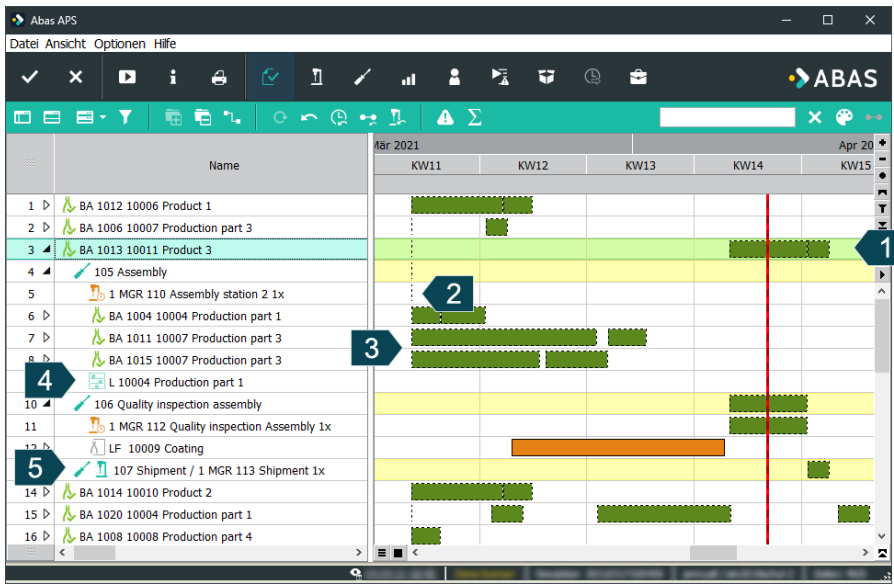 Abas APS
Datei Ansicht Optionen Hilfe
ABAS
Mär 2021 Apr 20
Name KW11 KW12 KW13 KW14 KW15
1 BA 1012 10006 Product 1
2 BA 1006 10007 Production part 3
3 BA 1013 10011 Product 3 1
4 105 Assembly
5 1 MGR 110 Assembly station 2 1x 2
6 BA 1004 10004 Production part 1
7 BA 1011 10007 Production part 3 3
8 BA 1015 10007 Production part 3
4 L 10004 Production part 1
10 106 Quality inspection assembly
11 1 MGR 112 Quality inspection Assembly 1x
12 LF 10009 Coating
5 107 Shipment / 1 MGR 113 Shipment 1x
14 BA 1014 10010 Product 2
15 BA 1020 10004 Production part 1
16 BA 1008 10008 Production part 4